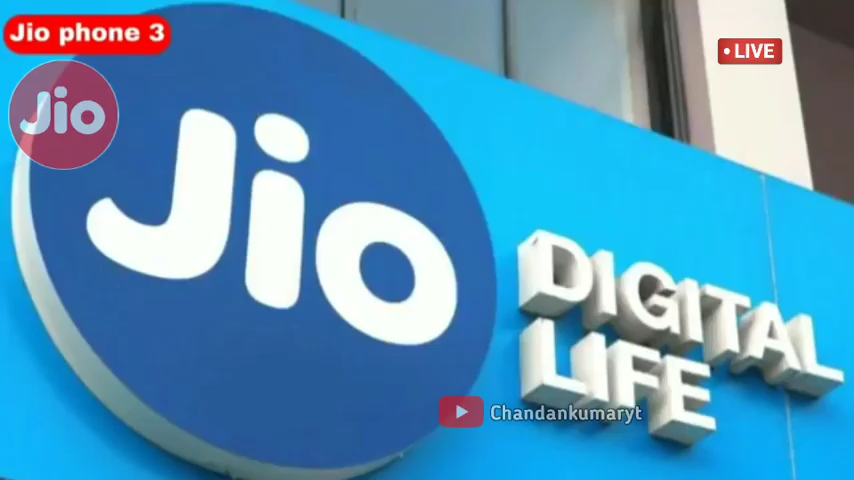 Jio phone 3
LIVE
Jio
Jio
DIGITAL
LIFE
Chandankumaryt